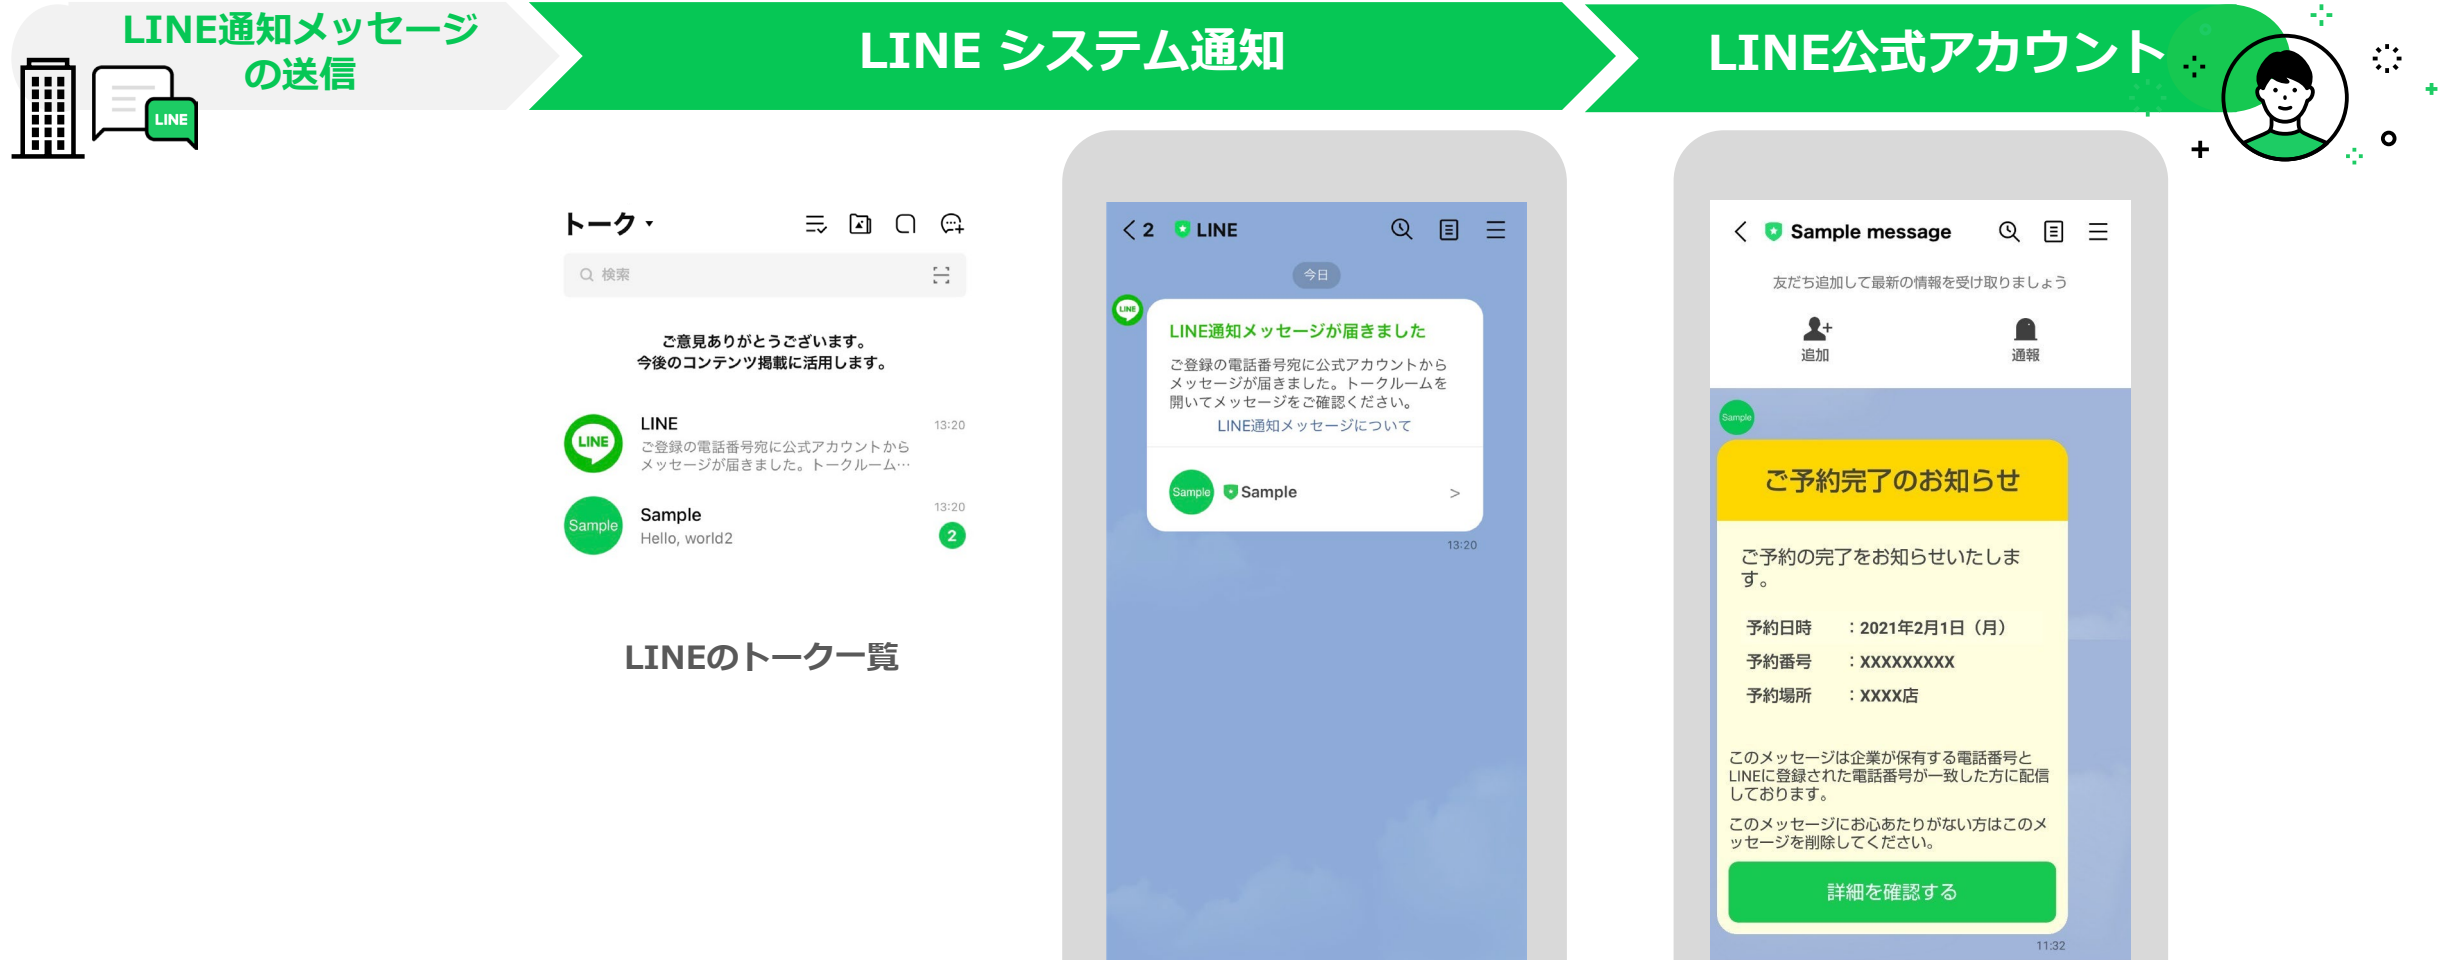 LINE通知メッセージ
の送信
LINE
LINE システム通知
LINE公式アカウント
トーク
検索
ご意見ありがとうございます。
今後のコンテンツ掲載に活用します。
LINE
LINE
13:20
ご登録の電話番号宛に公式アカウントから
メッセージが届きました。トークルーム…
Sample
Sample
13:20
Hello, world2
2
LINEのトーク一覧
2
LINE
今日
LINE
LINE通知メッセージが届きました
ご登録の電話番号宛に公式アカウントから
メッセージが届きました。トークルームを
開いてメッセージをご確認ください。
LINE通知メッセージについて
Sample
Sample
>
13:20
Sample message
友だち追加して最新の情報を受け取りましょう
追加
通報
Sample
ご予約完了のお知らせ
ご予約の完了をお知らせいたしま
す。
予約日時 ：2021年2月1日（月）
予約番号 ：XXXXXXXXX
予約場所 ：XXXX店
このメッセージは企業が保有する電話番号と
LINEに登録された電話番号が一致した方に配信
しております。
このメッセージにお心あたりがない方はこのメ
ッセージを削除してください。
詳細を確認する
11:32